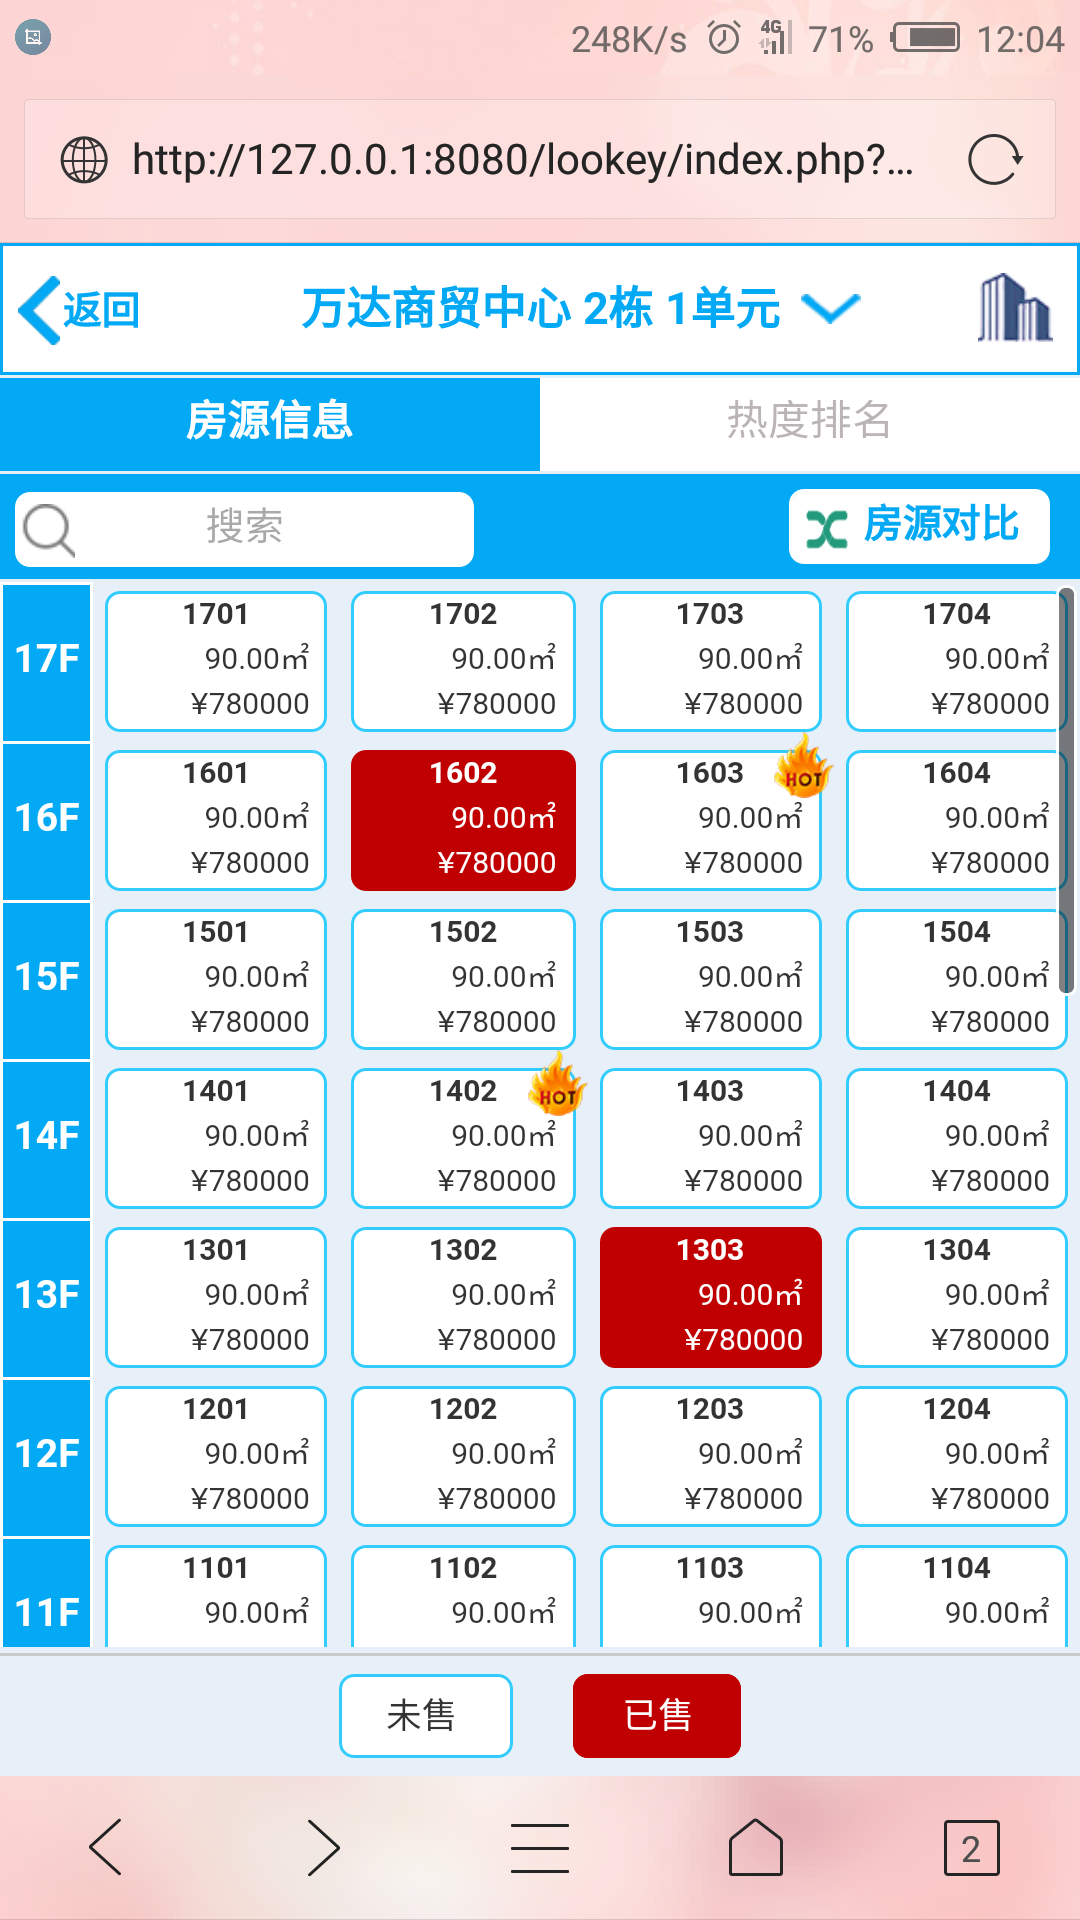 248K/s 4G 71% 12:04
http://127.0.0.1:8080/lookey/index.php?...
返回 万达商贸中心 2栋 1单元
房源信息 热度排名
搜索 房源对比
17F 1701 1702 1703 1704
90.00㎡ 90.00㎡ 90.00㎡ 90.00㎡
¥780000 ¥780000 ¥780000 ¥780000
16F 1601 1602 1603 HOT 1604
90.00㎡ 90.00㎡ 90.00㎡ 90.00㎡
¥780000 ¥780000 ¥780000 ¥780000
15F 1501 1502 1503 1504
90.00㎡ 90.00㎡ 90.00㎡ 90.00㎡
¥780000 ¥780000 ¥780000 ¥780000
14F 1401 1402 HOT 1403 1404
90.00㎡ 90.00㎡ 90.00㎡ 90.00㎡
¥780000 ¥780000 ¥780000 ¥780000
13F 1301 1302 1303 1304
90.00㎡ 90.00㎡ 90.00㎡ 90.00㎡
¥780000 ¥780000 ¥780000 ¥780000
12F 1201 1202 1203 1204
90.00㎡ 90.00㎡ 90.00㎡ 90.00㎡
¥780000 ¥780000 ¥780000 ¥780000
11F 1101 1102 1103 1104
90.00㎡ 90.00㎡ 90.00㎡ 90.00㎡
未售 已售
2